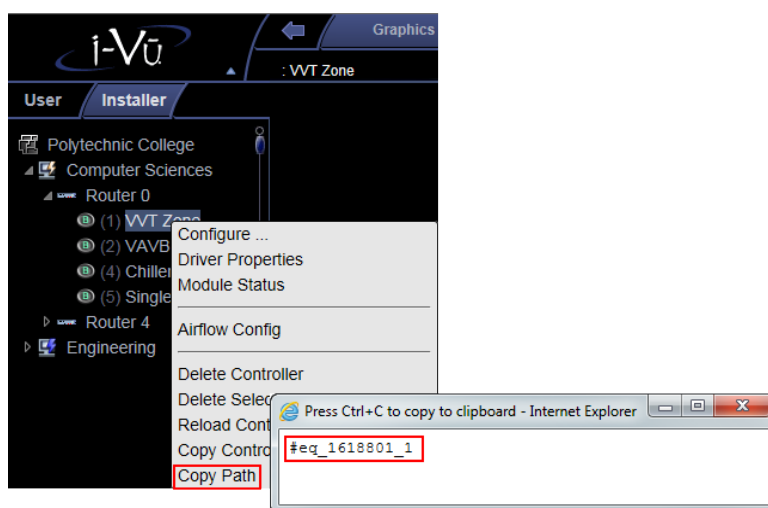 i-Vū
Graphics
: VVT Zone
User
Installer
Polytechnic College
Computer Sciences
Router 0
(1) VVT Zone
(2) VAVB
(4) Chiller
(5) Single
Router 4
Engineering
Configure ...
Driver Properties
Module Status
Airflow Config
Delete Controller
Delete Selec
Reload Cont
Copy Contro
Copy Path
Press Ctrl+C to copy to clipboard - Internet Explorer
#eq_1618801_1